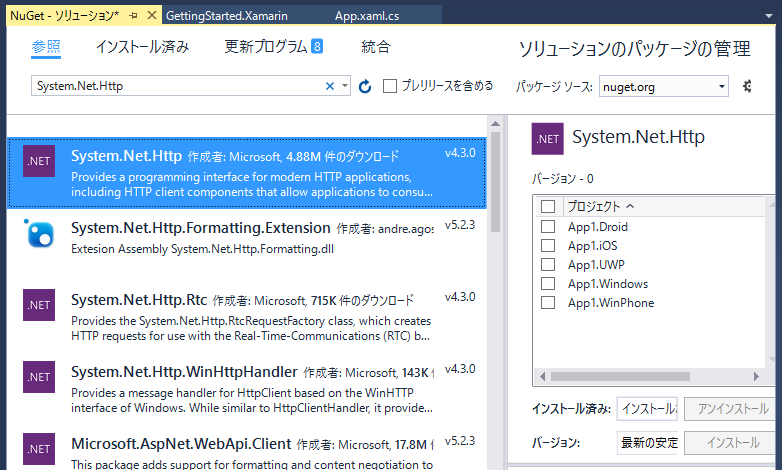 NuGet - ソリューション*
GettingStarted.Xamarin
App.xaml.cs
参照
インストール済み
更新プログラム 8
統合
ソリューションのパッケージの管理
System.Net.Http
プレリリースを含める
パッケージ ソース: nuget.org
.NET
System.Net.Http 作成者: Microsoft, 4.88M 件のダウンロード
v4.3.0
Provides a programming interface for modern HTTP applications,
including HTTP client components that allow applications to consu...
System.Net.Http.Formatting.Extension 作成者: andre.agos
v5.2.3
Extesion Assembly System.Net.Http.Formatting.dll
.NET
System.Net.Http.Rtc 作成者: Microsoft, 715K 件のダウンロード
v4.3.0
Provides the System.Net.Http.RtcRequestFactory class, which creates
HTTP requests for use with the Real-Time-Communications (RTC) b...
.NET
System.Net.Http.WinHttpHandler 作成者: Microsoft, 143K
v4.3.0
Provides a message handler for HttpClient based on the WinHTTP
interface of Windows. While similar to HttpClientHandler, it provide...
.NET
Microsoft.AspNet.WebApi.Client 作成者: Microsoft, 17.8M
v5.2.3
This package adds support for formatting and content negotiation to
.NET
System.Net.Http
バージョン - 0
プロジェクト
App1.Droid
App1.iOS
App1.UWP
App1.Windows
App1.WinPhone
インストール済み: インストール
アンインストール
バージョン: 最新の安定
インストール